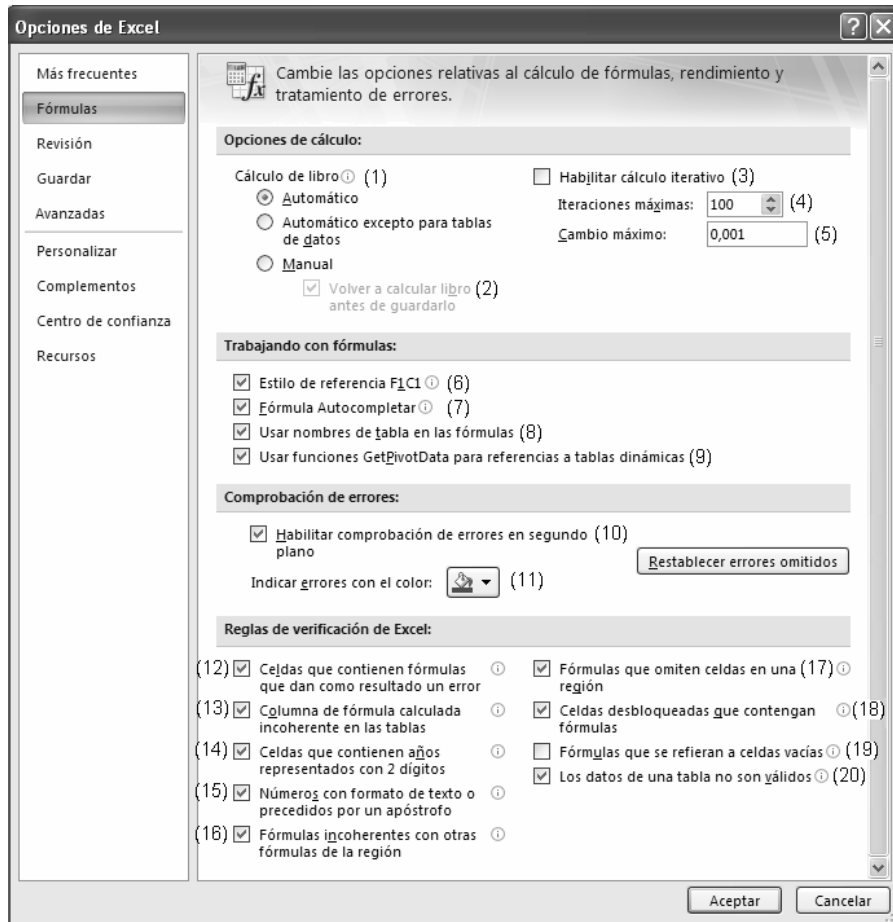 Opciones de Excel
Más frecuentes
Fórmulas
Revisión
Guardar
Avanzadas
Personalizar
Complementos
Centro de confianza
Recursos
Cambie las opciones relativas al cálculo de fórmulas, rendimiento y
tratamiento de errores.
Opciones de cálculo:
Cálculo de libro (1)
Automático
Automático excepto para tablas
de datos
Manual
Volver a calcular libro (2)
antes de guardarlo
Habilitar cálculo iterativo (3)
Iteraciones máximas: 100 (4)
Cambio máximo: 0,001 (5)
Trabajando con fórmulas:
Estilo de referencia F1C1 (6)
Fórmula Autocompletar (7)
Usar nombres de tabla en las fórmulas (8)
Usar funciones GetPivotData para referencias a tablas dinámicas (9)
Comprobación de errores:
Habilitar comprobación de errores en segundo (10)
plano
Restablecer errores omitidos
Indicar errores con el color: (11)
Reglas de verificación de Excel:
(12) Celdas que contienen fórmulas
que dan como resultado un error
(13) Columna de fórmula calculada
incoherente en las tablas
(14) Celdas que contienen años
representados con 2 dígitos
(15) Números con formato de texto o
precedidos por un apóstrofo
(16) Fórmulas incoherentes con otras
fórmulas de la región
Fórmulas que omiten celdas en una (17)
región
Celdas desbloqueadas que contengan (18)
fórmulas
Fórmulas que se refieran a celdas vacías (19)
Los datos de una tabla no son válidos (20)
Aceptar
Cancelar